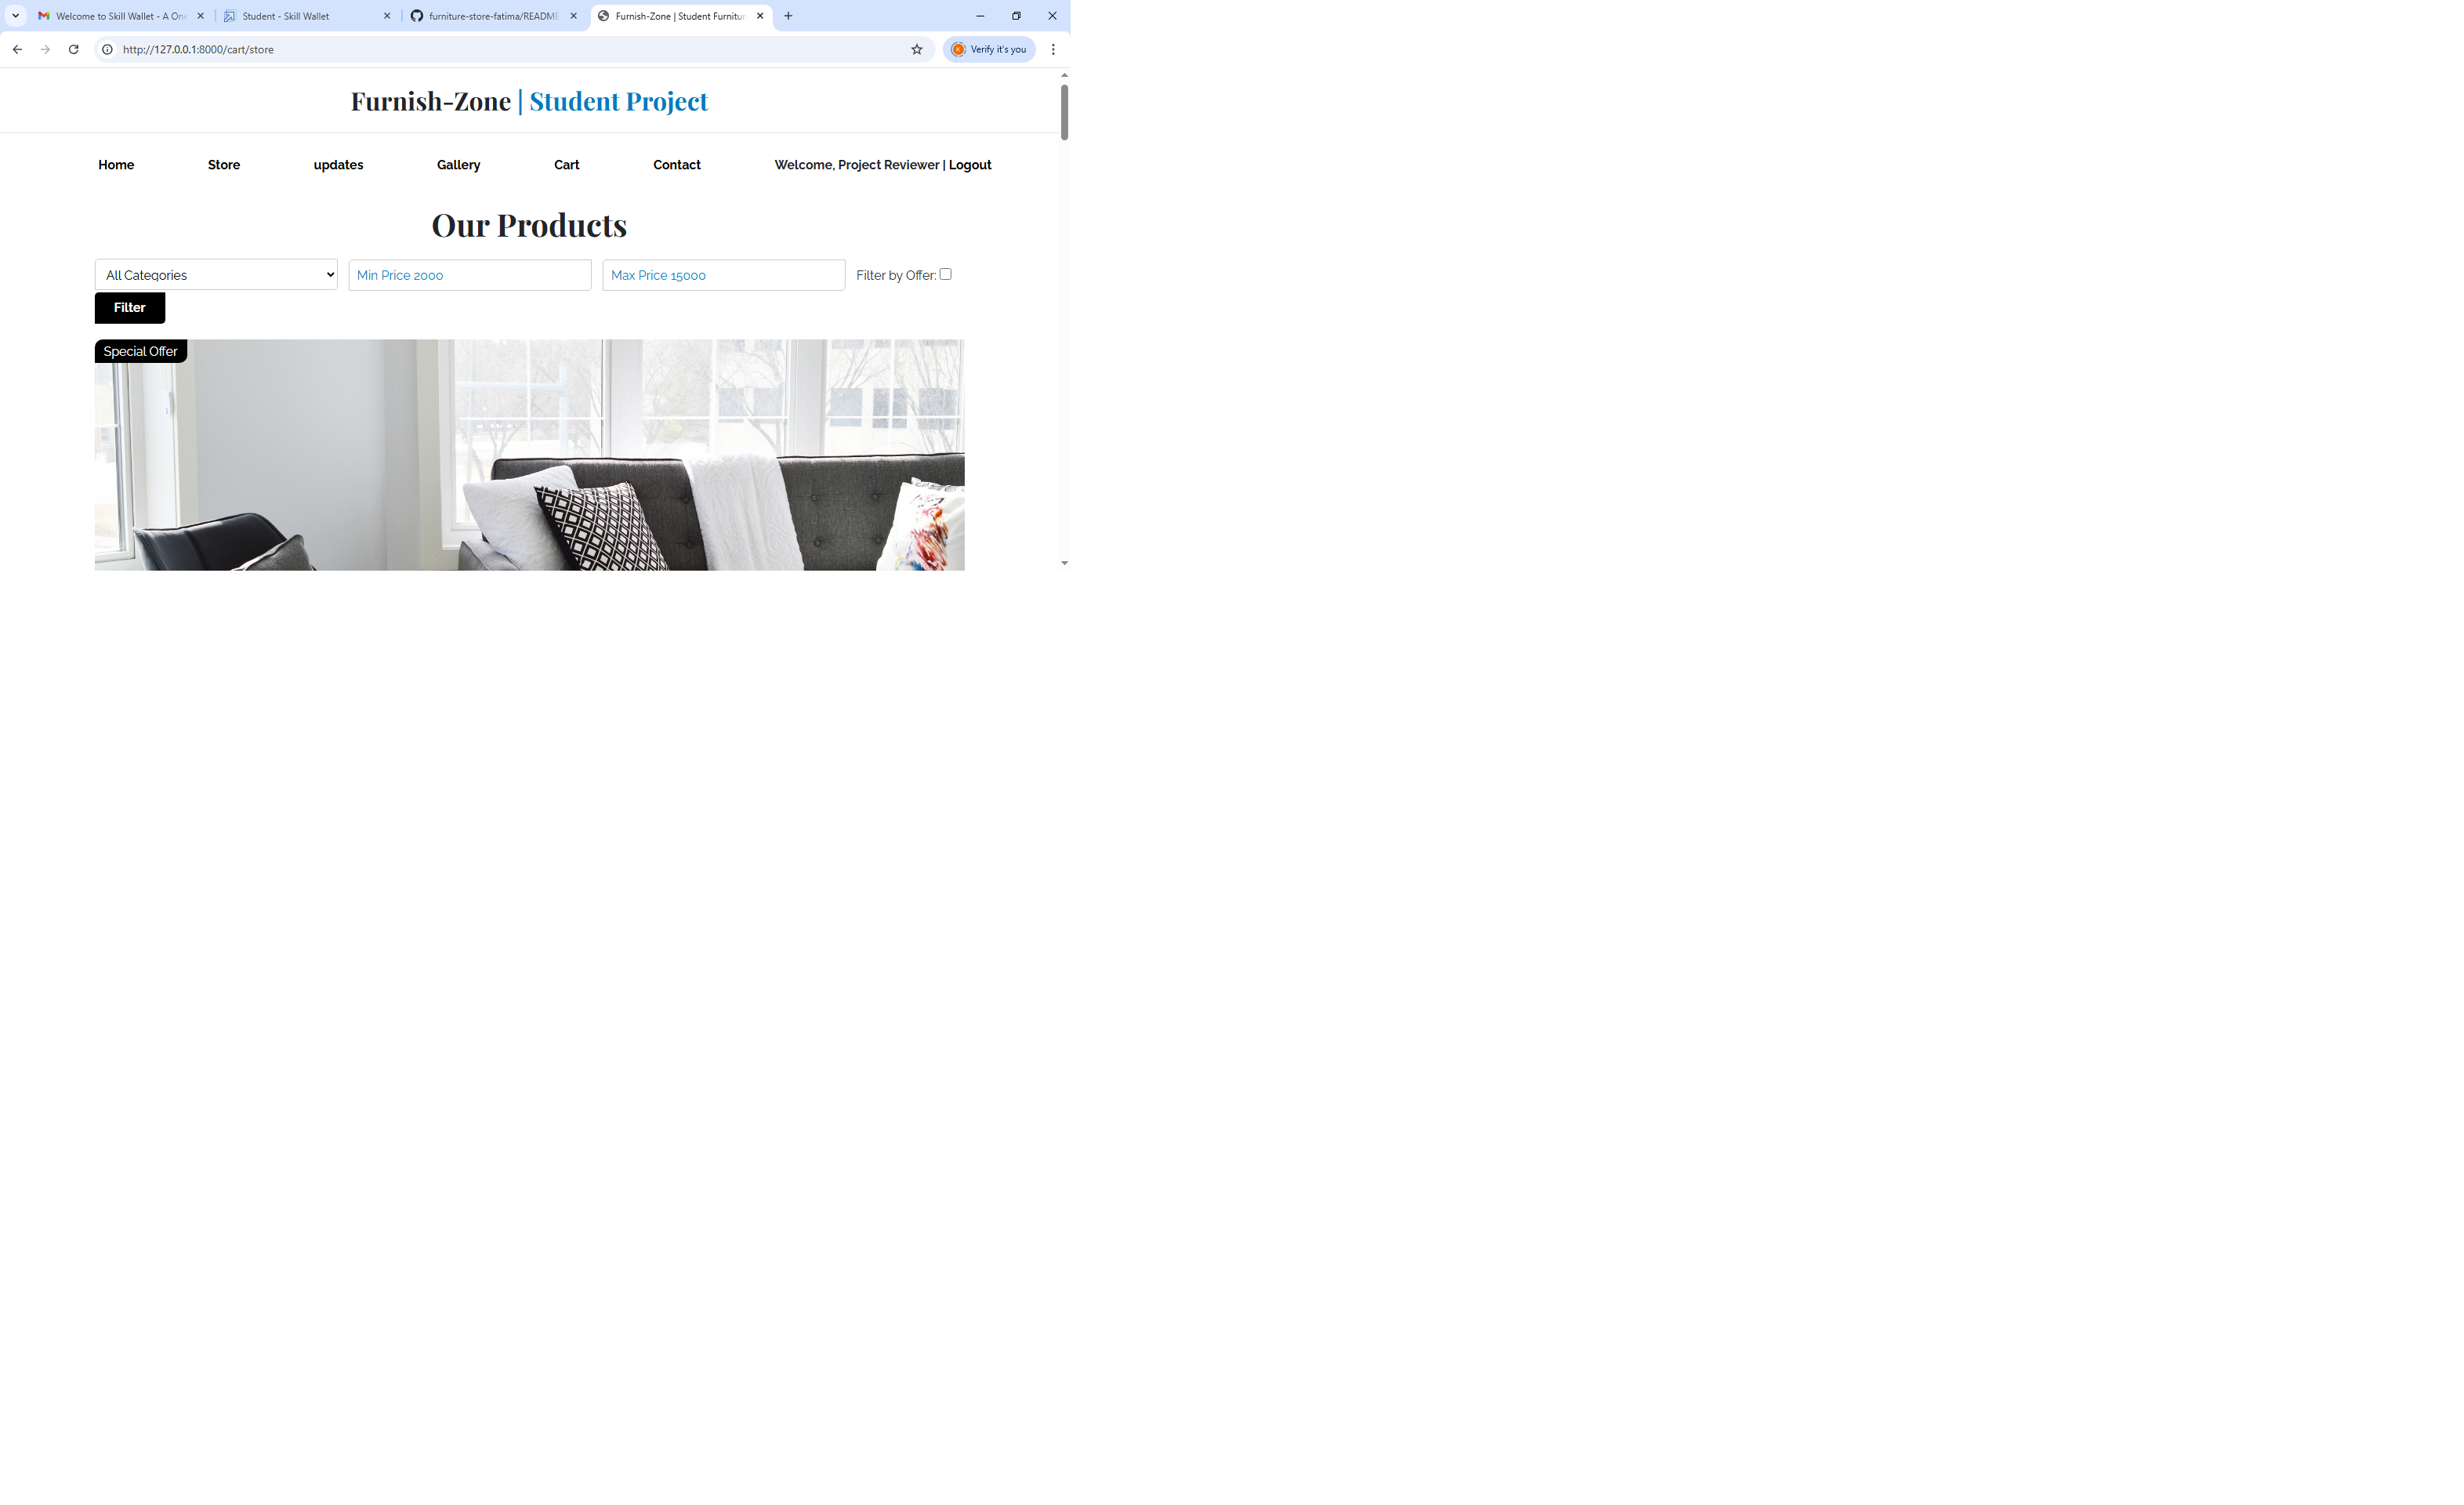 Welcome to Skill Wallet - A On
Student - Skill Wallet
furniture-store-fatima/README
Furnish-Zone | Student Furnitur
http://127.0.0.1:8000/cart/store
Verify it's you
Furnish-Zone | Student Project
Home Store updates Gallery Cart Contact Welcome, Project Reviewer | Logout
Our Products
All Categories Min Price 2000 Max Price 15000 Filter by Offer:
Filter
Special Offer